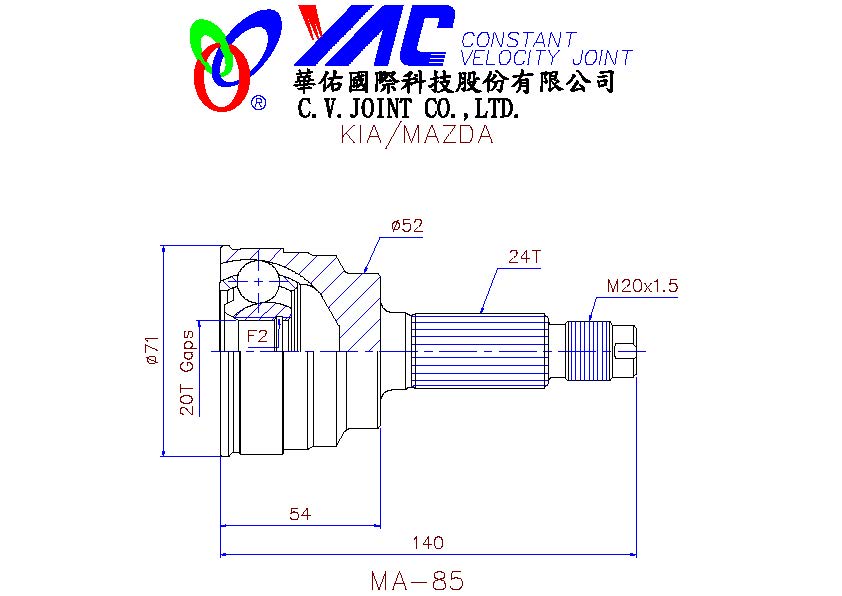 YAC CONSTANT
VELOCITY JOINT
華佑國際科技股份有限公司
®
C.V.JOINT CO.,LTD.
KIA/MAZDA
ø52
24T
M20x1.5
F2
ø71
20T Gaps
54
140
MA-85